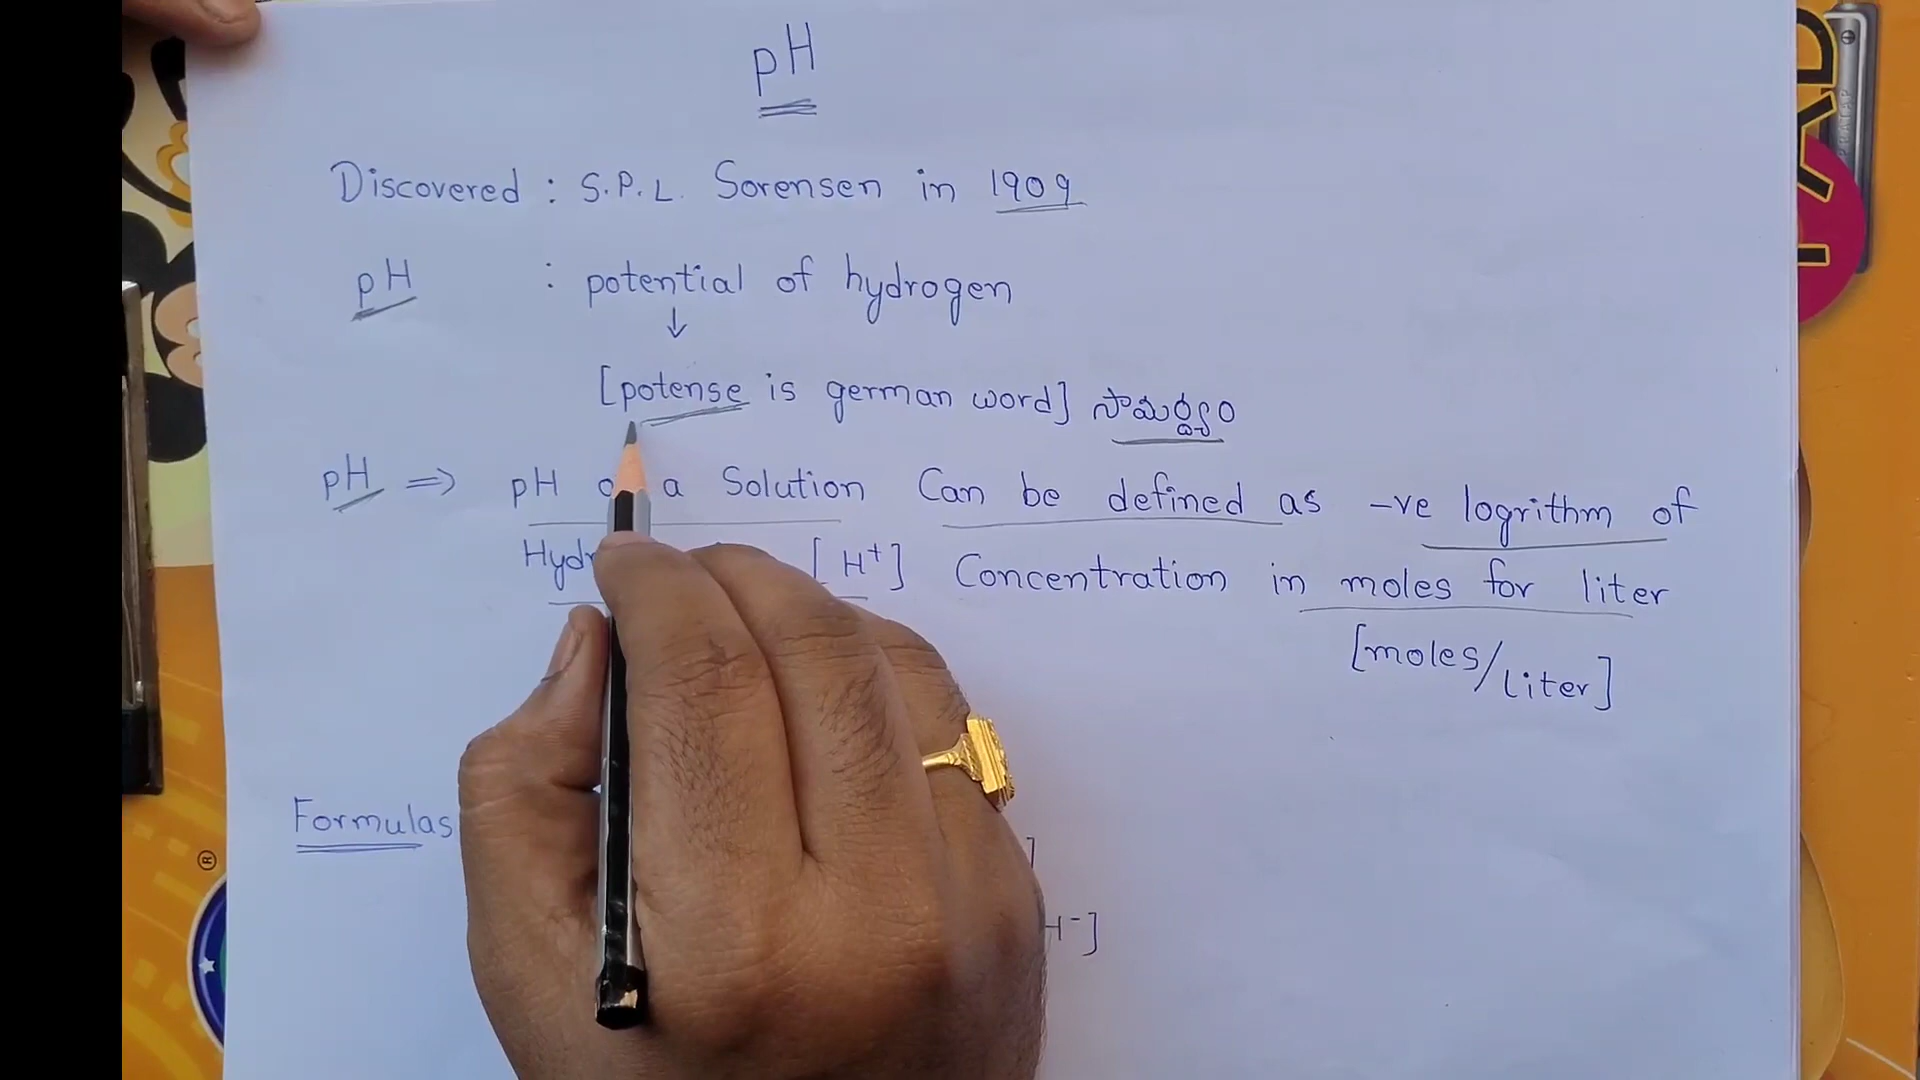 pH
Discovered : S.P.L. Sorensen in 1909
pH : potential of hydrogen
↓
[potense is german word] సామర్థ్యం
pH ⇒ pH a Solution Can be defined as -ve logrithm of
[H⁺] Concentration in moles for liter
[moles/Liter]
Formulas
]
H⁻]
PAD
®